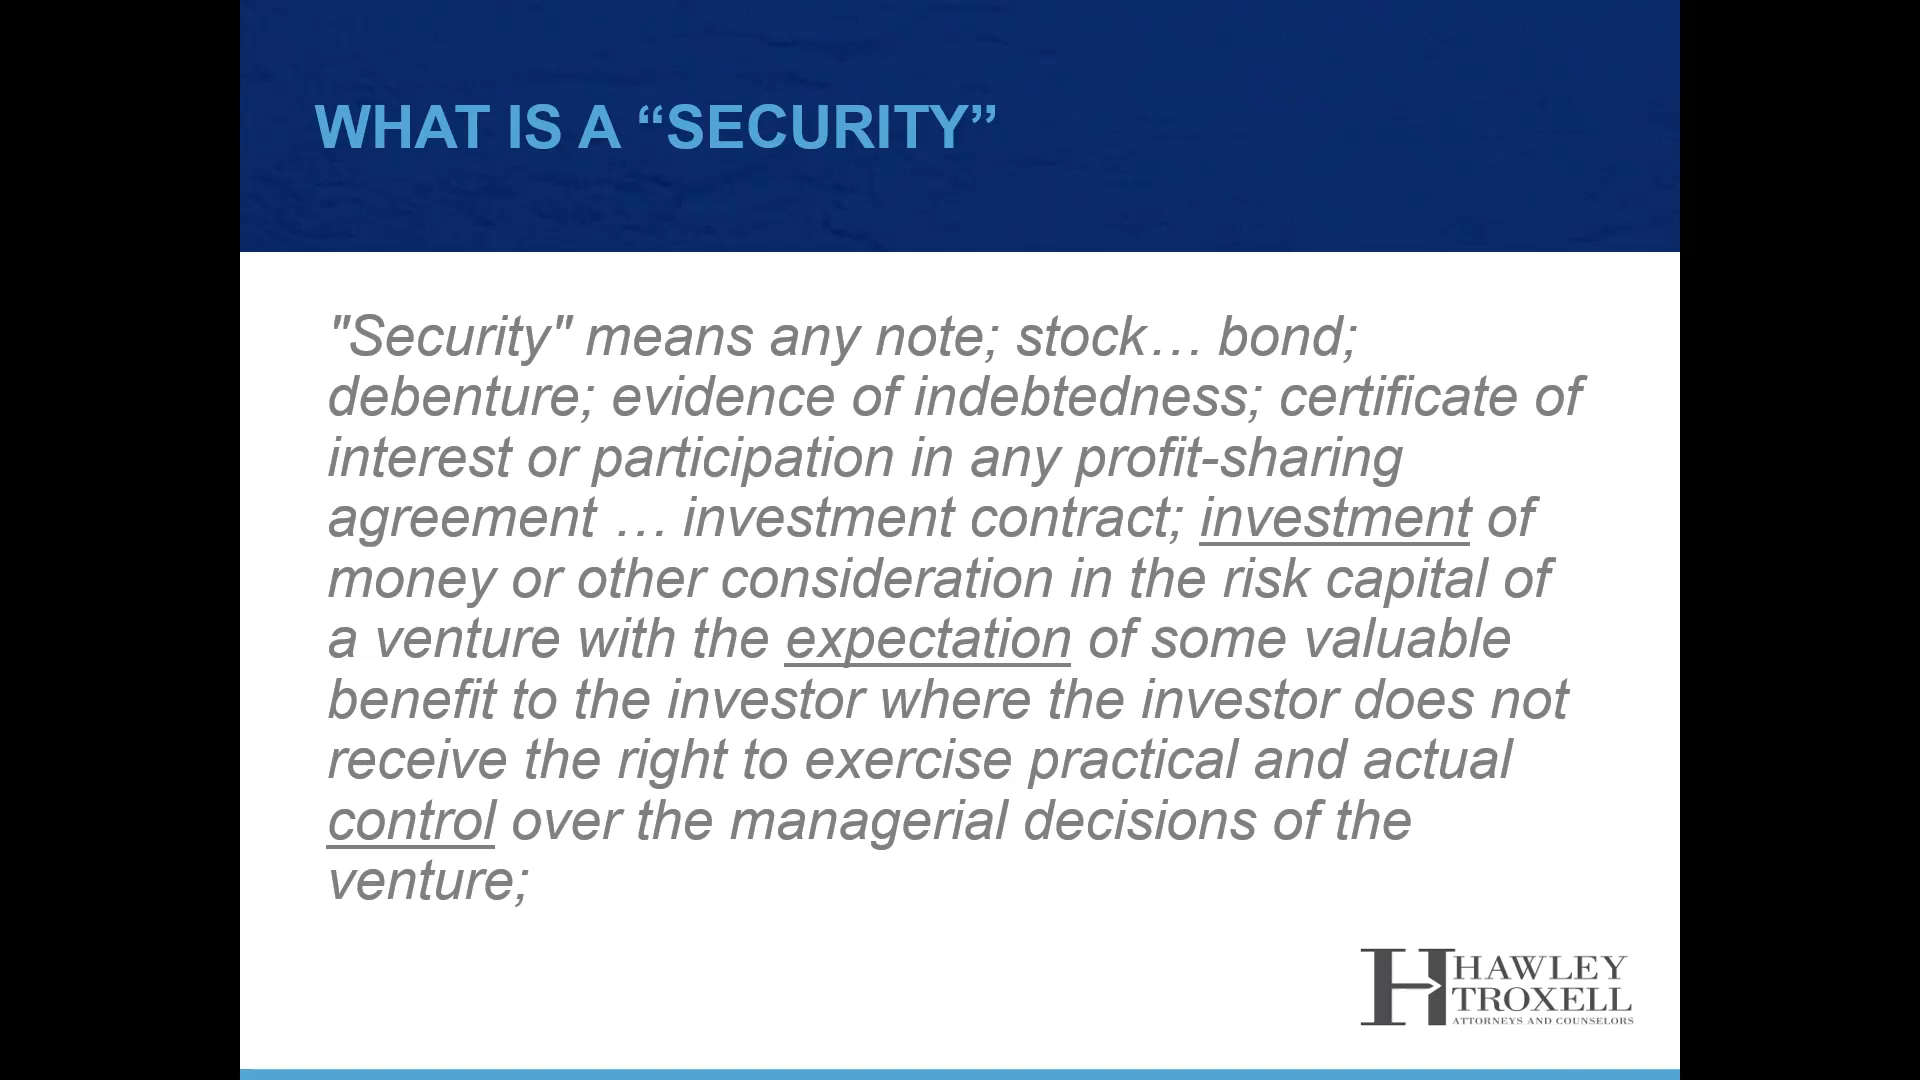 WHAT IS A “SECURITY”
"Security" means any note; stock… bond;
debenture; evidence of indebtedness; certificate of
interest or participation in any profit-sharing
agreement … investment contract; investment of
money or other consideration in the risk capital of
a venture with the expectation of some valuable
benefit to the investor where the investor does not
receive the right to exercise practical and actual
control over the managerial decisions of the
venture;
HAWLEY
TROXELL
ATTORNEYS AND COUNSELORS